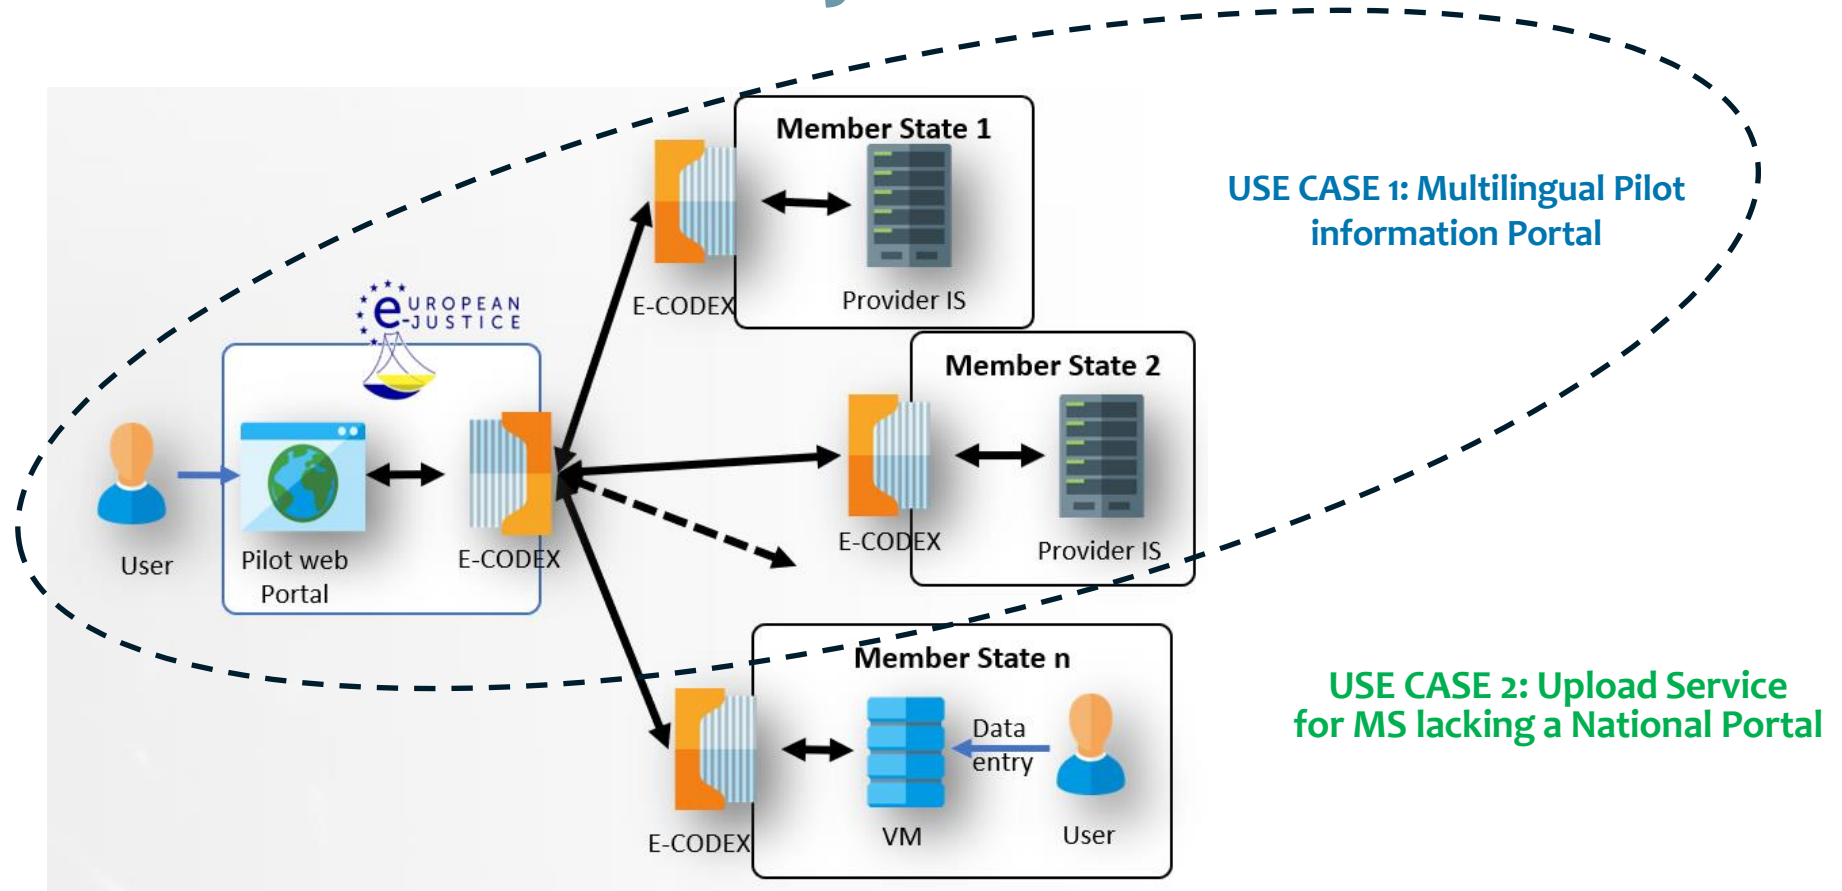 Member State 1
USE CASE 1: Multilingual Pilot
information Portal
E-CODEX
Provider IS
EUROPEAN
e-JUSTICE
Member State 2
User
Pilot web
Portal
E-CODEX
E-CODEX
Provider IS
Member State n
USE CASE 2: Upload Service
for MS lacking a National Portal
Data
entry
E-CODEX
VM
User